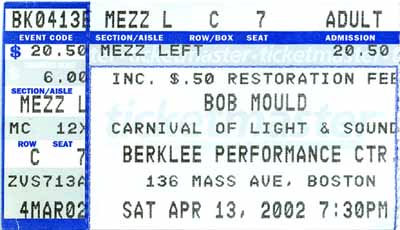 BK0413E MEZZ L C 7 ADULT
EVENT CODE SECTION/AISLE ROW/BOX SEAT ADMISSION
$ 20.50 MEZZ LEFT 20.50
6.00 INC. $.50 RESTORATION FEE
SECTION/AISLE
MEZZ L BOB MOULD
ticketmaster
MC 12X CARNIVAL OF LIGHT & SOUND
ROW SEAT
C 7 BERKLEE PERFORMANCE CTR
ZVS713A 136 MASS AVE, BOSTON
4MAR02 SAT APR 13, 2002 7:30PM